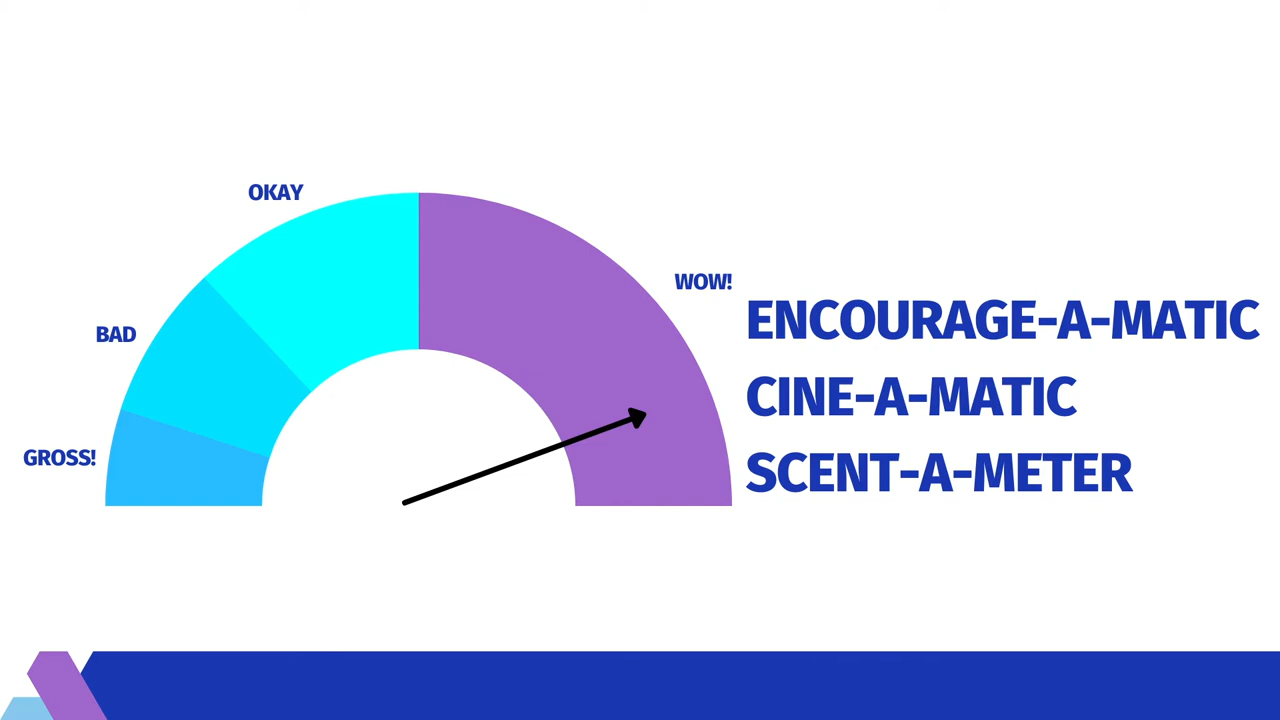 OKAY
WOW!
BAD
GROSS!
ENCOURAGE-A-MATIC
CINE-A-MATIC
SCENT-A-METER